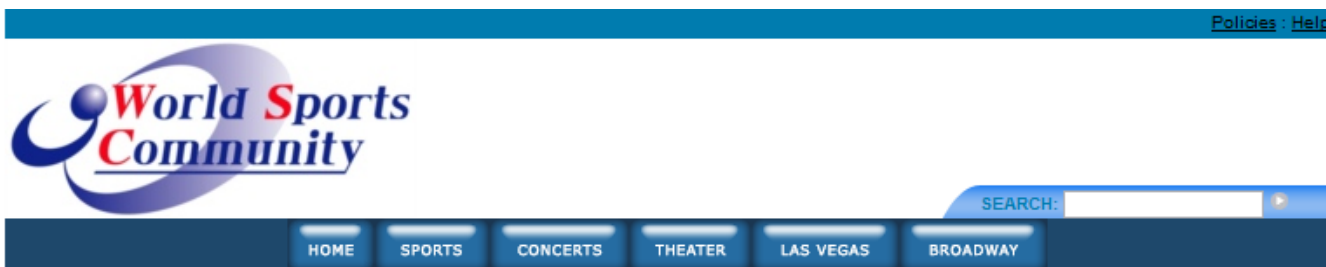 Policies : Help
World Sports
Community
SEARCH:
HOME SPORTS CONCERTS THEATER LAS VEGAS BROADWAY